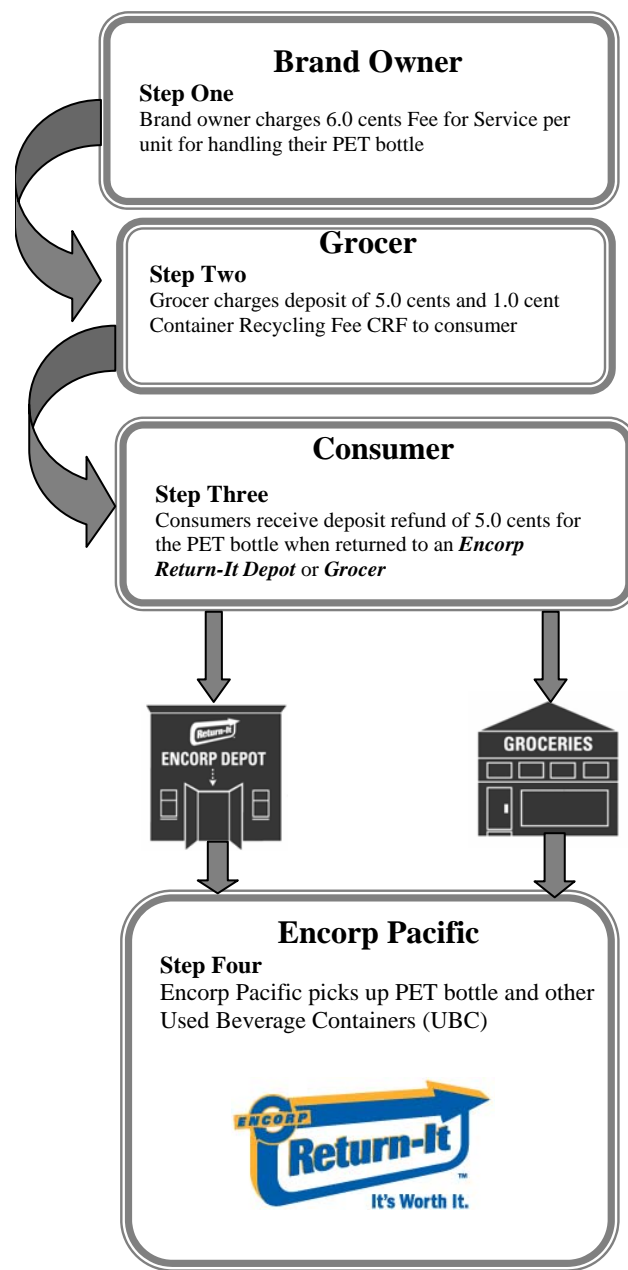 Brand Owner
Step One
Brand owner charges 6.0 cents Fee for Service per
unit for handling their PET bottle
Grocer
Step Two
Grocer charges deposit of 5.0 cents and 1.0 cent
Container Recycling Fee CRF to consumer
Consumer
Step Three
Consumers receive deposit refund of 5.0 cents for
the PET bottle when returned to an Encorp
Return-It Depot or Grocer
Return-It
ENCORP DEPOT
GROCERIES
Encorp Pacific
Step Four
Encorp Pacific picks up PET bottle and other
Used Beverage Containers (UBC)
ENCORP
Return-It
TM
It's Worth It.